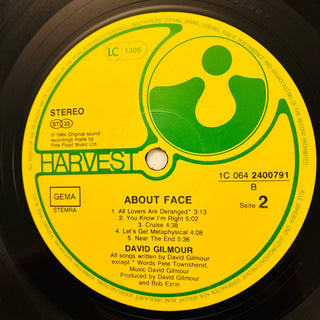 LC 1305
STEREO
ST 33
℗ 1984 Original sound
recordings made by
Pink Floyd Music Ltd
HARVEST
GEMA
STEMRA
1C 064 2400791
B
Seite 2
ABOUT FACE
1. All Lovers Are Deranged* 3:13
2. You Know I'm Right 5:02
3. Cruise 4:38
4. Let's Get Metaphysical 4:08
5. Near The End 5:36
DAVID GILMOUR
All songs written by David Gilmour
except * Words Pete Townshend,
Music David Gilmour
Produced by David Gilmour
and Bob Ezrin